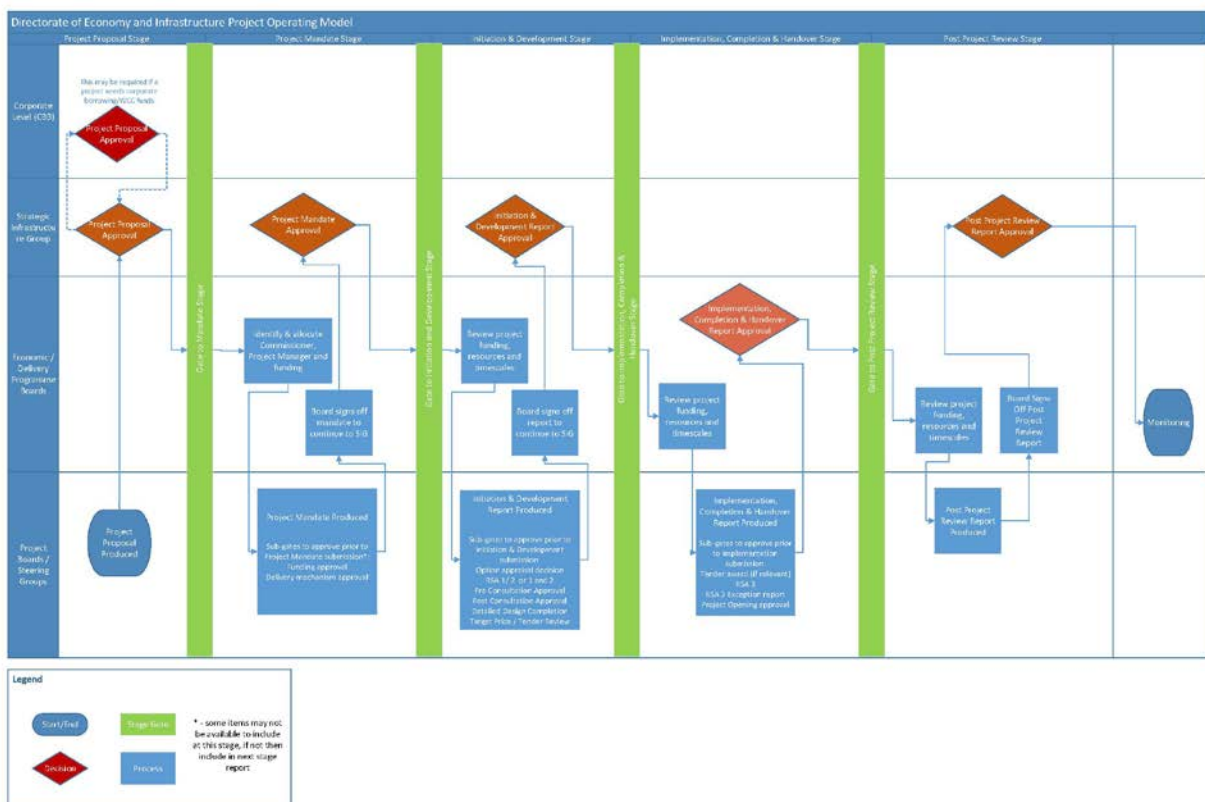 Directorate of Economy and Infrastructure Project Operating Model
Project Proposal Stage
Project Mandate Stage
Initiation & Development Stage
Implementation, Completion & Handover Stage
Post Project Review Stage
Corporate
Level
This may be required if a
project needs corporate
borrowing/WCC funds
Project Proposal
Approval
Strategic
Infrastructu
re Group
Project Proposal
Approval
Project Mandate
Approval
Initiation &
Development Report
Approval
Post Project Review
Report Approval
Economic /
Delivery
Programme
Boards
Gate to Mandate Stage
Identify & allocate
Commissioner,
Project Manager and
funding
Board signs off
mandate to
continue to SIG
Gate to Initiation and Development Stage
Review project
funding,
resources and
timescales
Board signs off
report to
continue to SIG
Gate to Implementation, Completion &
Handover Stage
Implementation,
Completion & Handover
Report Approval
Review project
funding,
resources and
timescales
Gate to Post Project Review Stage
Review project
funding,
resources and
timescales
Board Signs
Off Post
Project
Review
Report
Monitoring
Project
Boards /
Steering
Groups
Project
Proposal
Produced
Project Mandate Produced
Sub-gates to approve prior to
Project Mandate submission*:
Funding approval
Delivery mechanism approval
Initiation & Development
Report Produced
Sub-gates to approve prior to
Initiation & Development
submission
Option approval decision
RSA 1/ 2 or 1 and 2
Pre Consultation Approval
Post Consultation Approval
Detailed Design Completion
Target Price / Tender Review
Implementation,
Completion & Handover
Report Produced
Sub-gates to approve prior
to implementation
submission
Tender award (if relevant)
RSA 3
RSA 3 Exception report
Project Opening approval
Post Project
Review Report
Produced
Legend
Start/End
Stage Gate
Decision
Process
* - some items may not
be available to include
at this stage, if not then
include in next stage
report